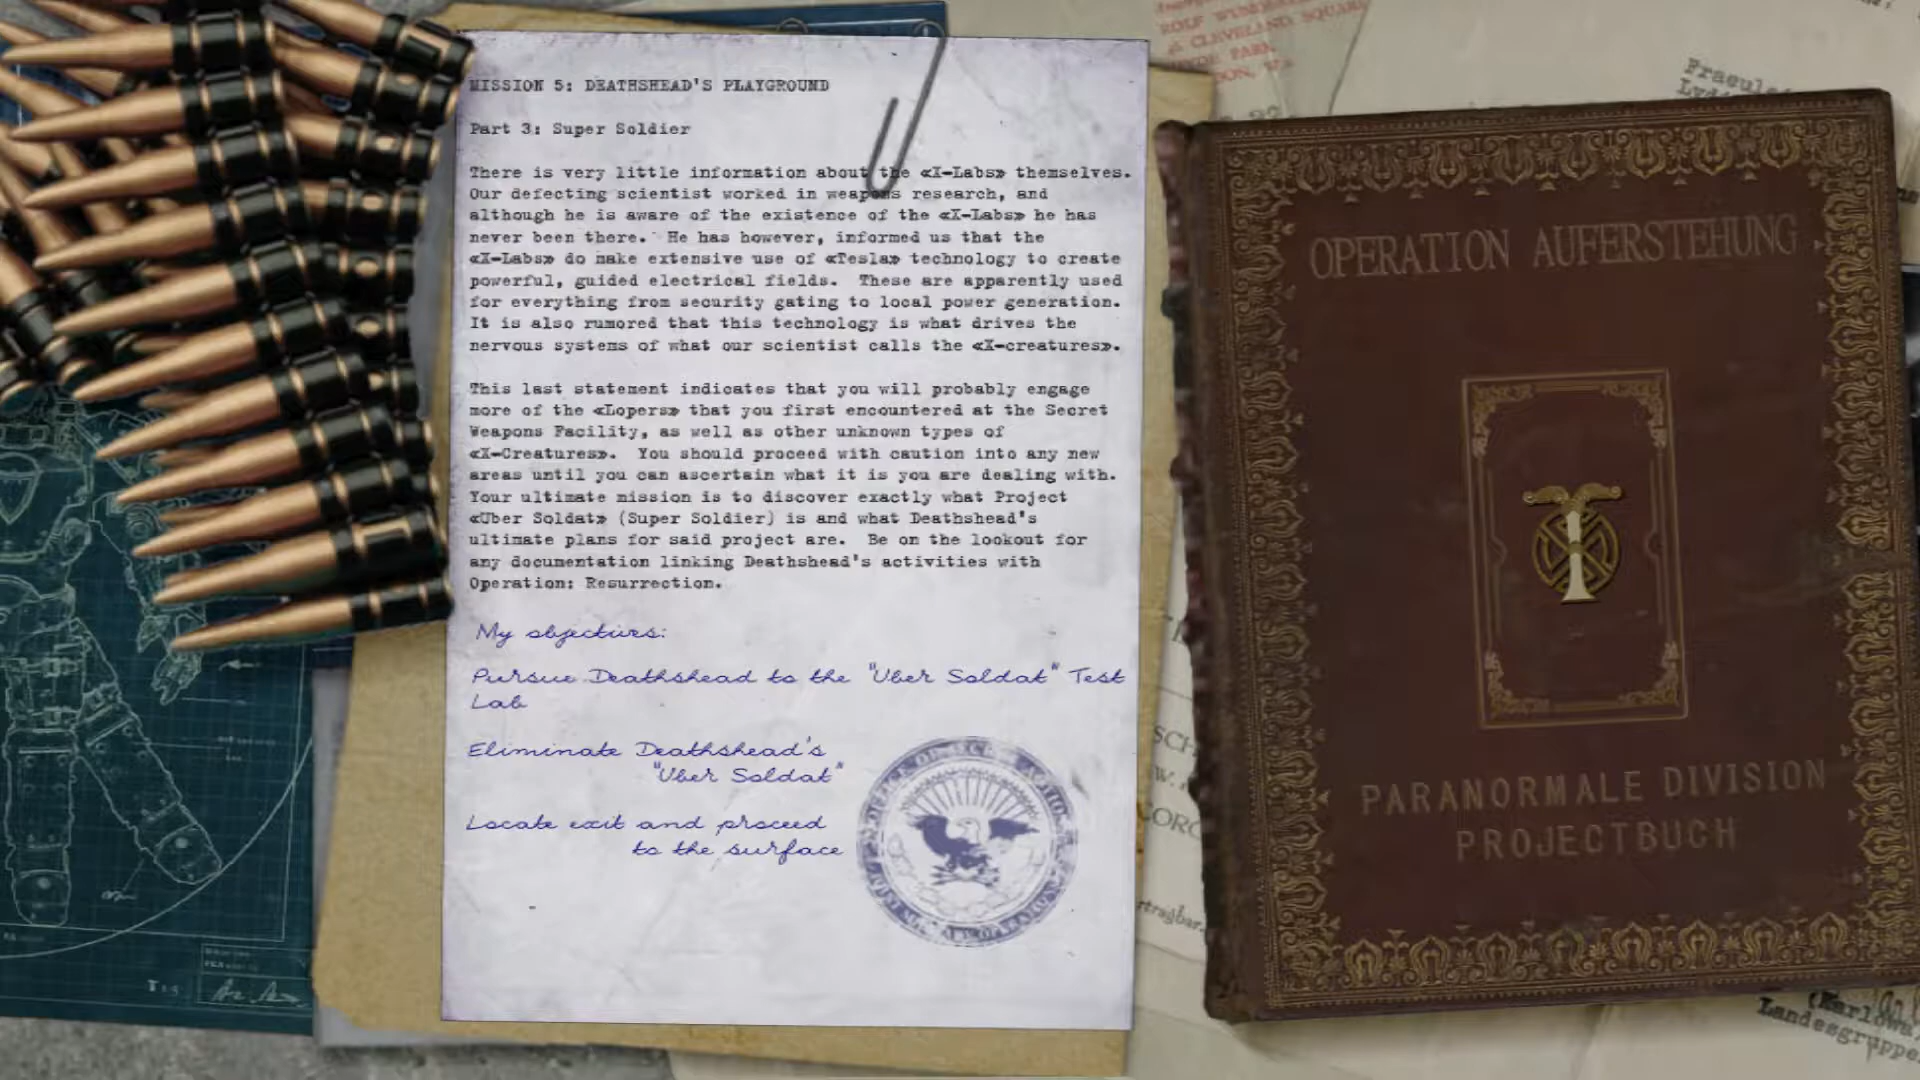 MISSION 5: DEATHSHEAD'S PLAYGROUND
Part 3: Super Soldier
There is very little information about the «X-Labs» themselves.
Our defecting scientist worked in weapons research, and
although he is aware of the existence of the «X-Labs» he has
never been there. He has however, informed us that the
«X-Labs» do make extensive use of «Tesla» technology to create
powerful, guided electrical fields. These are apparently used
for everything from security gating to local power generation.
It is also rumored that this technology is what drives the
nervous systems of what our scientist calls the «X-creatures».
This last statement indicates that you will probably engage
more of the «Lopers» that you first encountered at the Secret
Weapons Facility, as well as other unknown types of
«X-Creatures». You should proceed with caution into any new
areas until you can ascertain what it is you are dealing with.
Your ultimate mission is to discover exactly what Project
«Uber Soldat» (Super Soldier) is and what Deathshead's
ultimate plans for said project are. Be on the lookout for
any documentation linking Deathshead's activities with
Operation: Resurrection.
My objectives:
Pursue Deathshead to the "Uber Soldat" Test
Lab
Eliminate Deathshead's
"Uber Soldat"
Locate exit and proceed
to the surface
OPERATION AUFERSTEHUNG
PARANORMALE DIVISION
PROJECTBUCH
ROLF
CLEVELAND SQUARE
Landesgruppe